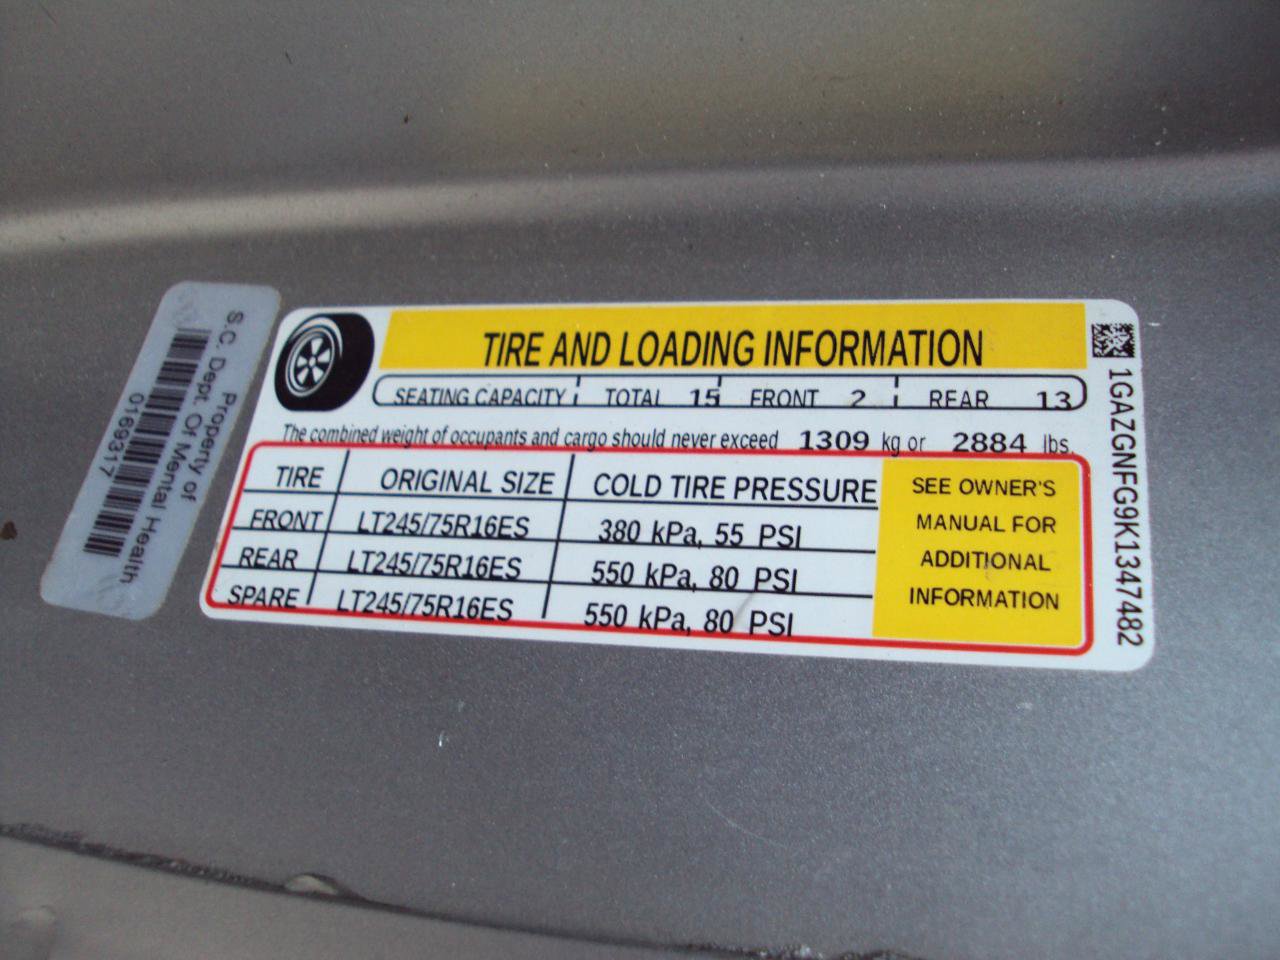 Property of
S.C. Dept. Of Mental Health
0169317
TIRE AND LOADING INFORMATION
SEATING CAPACITY TOTAL 15 FRONT 2 REAR 13
The combined weight of occupants and cargo should never exceed 1309 kg or 2884 lbs.
TIRE ORIGINAL SIZE COLD TIRE PRESSURE
FRONT LT245/75R16ES 380 kPa, 55 PSI
REAR LT245/75R16ES 550 kPa, 80 PSI
SPARE LT245/75R16ES 550 kPa, 80 PSI
SEE OWNER'S
MANUAL FOR
ADDITIONAL
INFORMATION
1GAZGNFG9K1347482